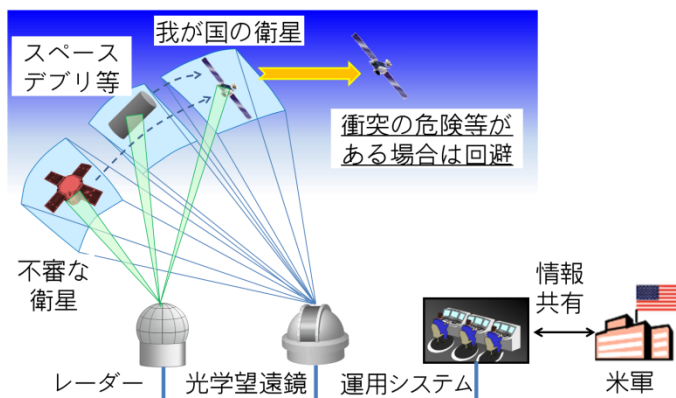 我が国の衛星
スペース
デブリ等
衝突の危険等が
ある場合は回避
不審な
衛星
情報
共有
レーダー
光学望遠鏡
運用システム
米軍